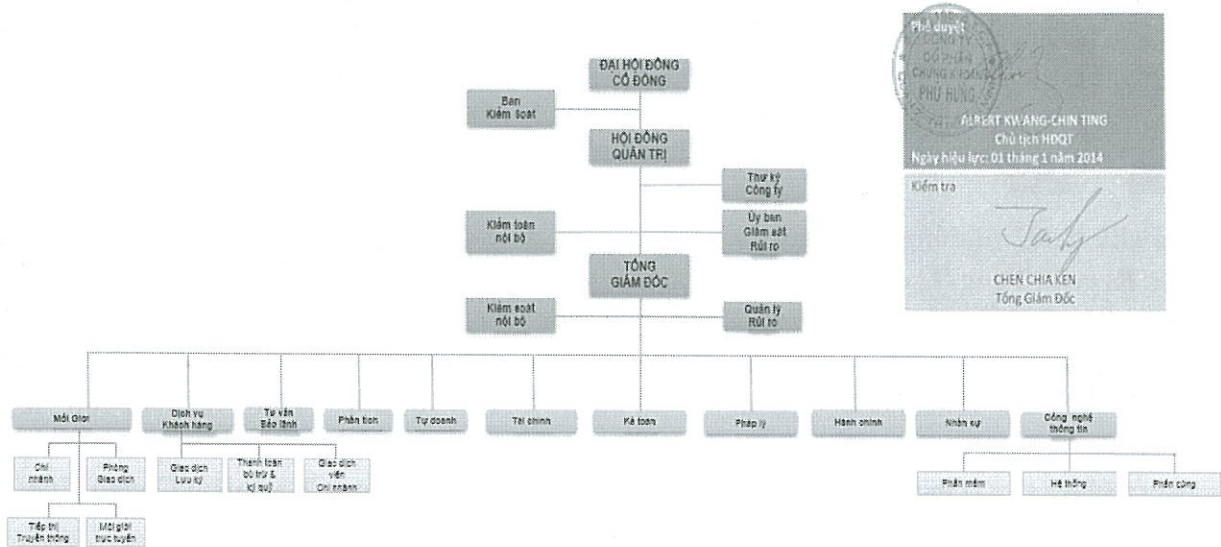 Phê duyệt
CÔNG TY
CỔ PHẦN
CHỨNG KHOÁN
PHÚ HƯNG
ALBERT KWANG-CHIN TING
Chủ tịch HĐQT
Ngày hiệu lực: 01 tháng 1 năm 2014
Kiểm tra
CHEN CHIA KEN
Tổng Giám Đốc
ĐẠI HỘI ĐỒNG
CỔ ĐÔNG
Ban
Kiểm Soát
HỘI ĐỒNG
QUẢN TRỊ
Thư ký
Công ty
Kiểm toán
nội bộ
Ủy ban
Giám sát
Rủi ro
TỔNG
GIÁM ĐỐC
Kiểm soát
nội bộ
Quản lý
Rủi ro
Môi Giới
Dịch vụ
Khách hàng
Tư vấn
Bảo lãnh
Phân tích
Tự doanh
Tài chính
Kế toán
Pháp lý
Hành chính
Nhân sự
Công nghệ
thông tin
Chi
nhánh
Phòng
Giao dịch
Giao dịch
Lưu ký
Thanh toán
bù trừ &
ký quỹ
Giao dịch
viên
Chi nhánh
Phần mềm
Hệ thống
Phần cứng
Tiếp thị
Truyền thông
Môi giới
trực tuyến